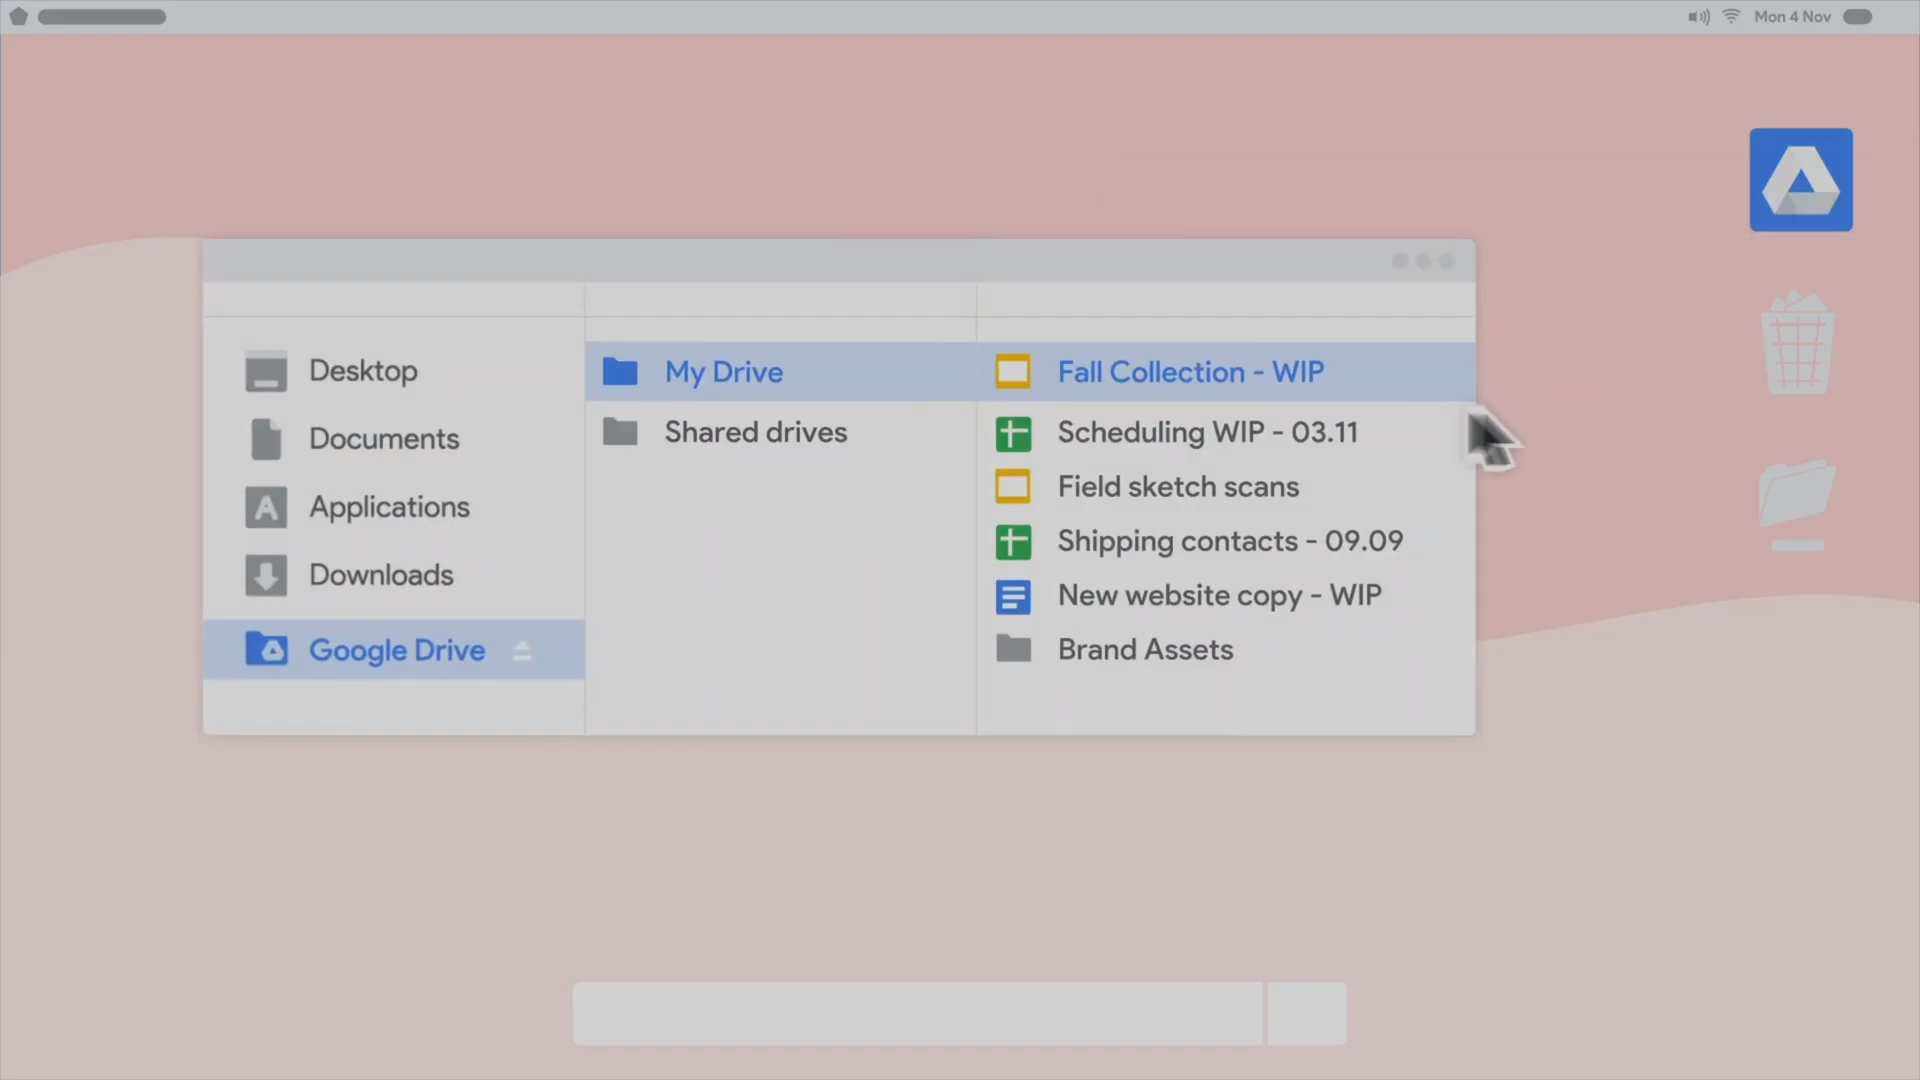 Mon 4 Nov
Desktop
Documents
Applications
Downloads
Google Drive
My Drive
Shared drives
Fall Collection - WIP
Scheduling WIP - 03.11
Field sketch scans
Shipping contacts - 09.09
New website copy - WIP
Brand Assets